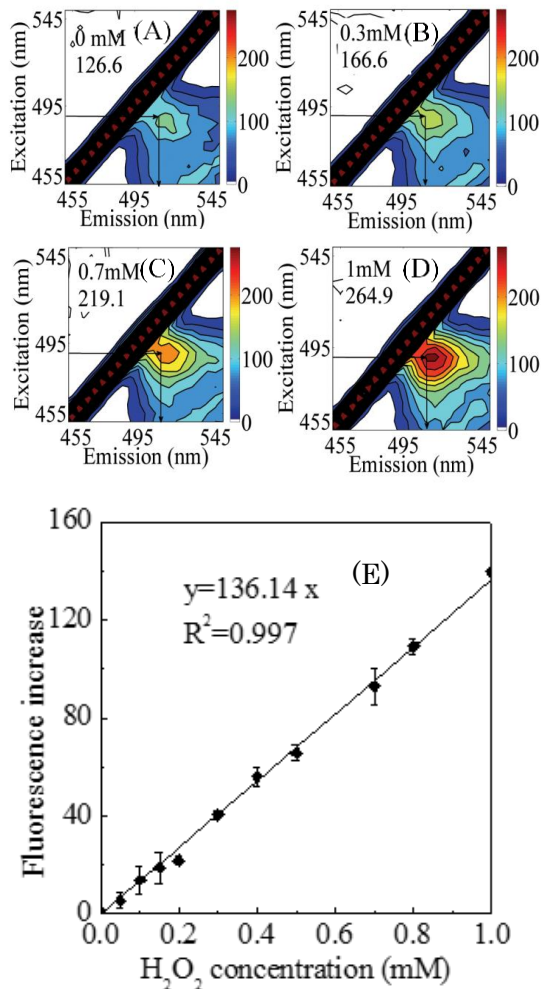 545
(A)
0 mM
126.6
Excitation (nm)
495
455
455 495 545
Emission (nm)
200
100
0
545
(B)
0.3mM
166.6
Excitation (nm)
495
455
455 495 545
Emission (nm)
200
100
0
545
(C)
0.7mM
219.1
Excitation (nm)
495
455
455 495 545
Emission (nm)
200
100
0
545
(D)
1mM
264.9
Excitation (nm)
495
455
455 495 545
Emission (nm)
200
100
0
160
120
80
40
0
Fluorescence increase
(E)
y=136.14 x
R²=0.997
0.0 0.2 0.4 0.6 0.8 1.0
H₂O₂ concentration (mM)